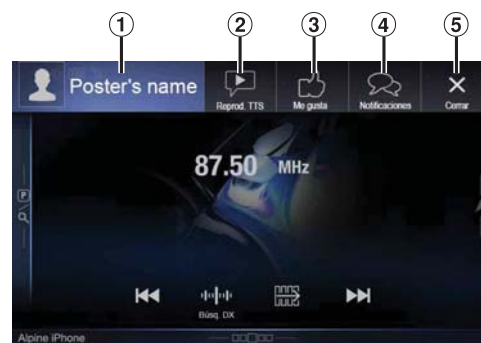 1 2 3 4 5
Poster's name
Reprod. TTS Me gusta Notificaciones Cerrar
87.50 MHz
P
Búsq. DX
Alpine iPhone